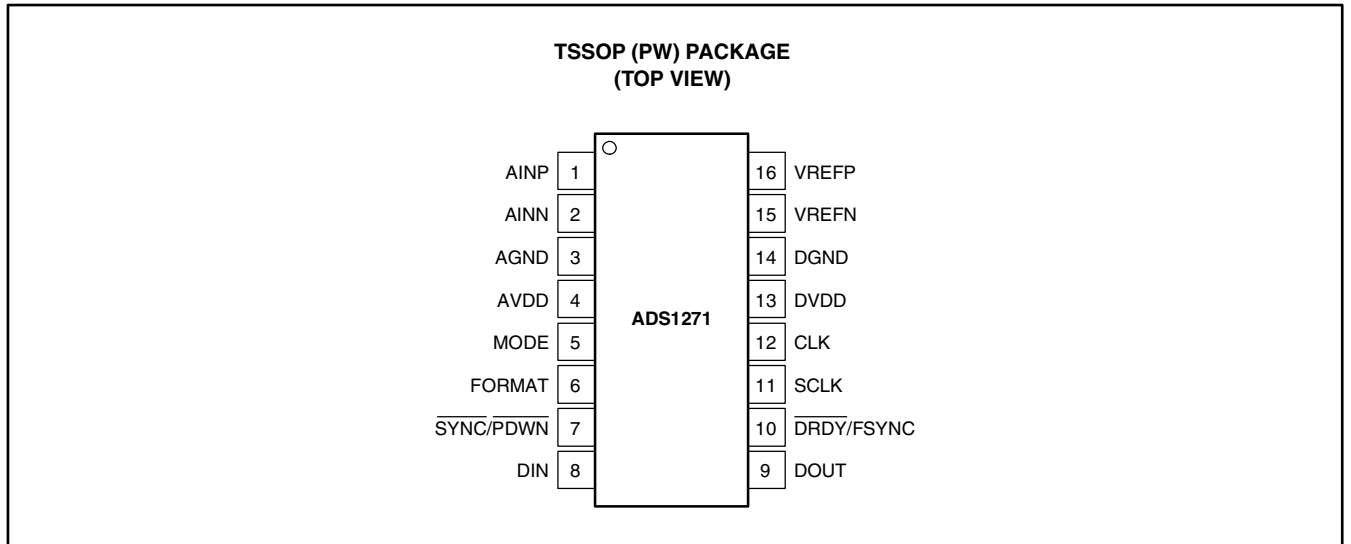 TSSOP (PW) PACKAGE
(TOP VIEW)
AINP 1
AINN 2
AGND 3
AVDD 4
MODE 5
FORMAT 6
SYNC/PDWN 7
DIN 8
ADS1271
16 VREFP
15 VREFN
14 DGND
13 DVDD
12 CLK
11 SCLK
10 DRDY/FSYNC
9 DOUT